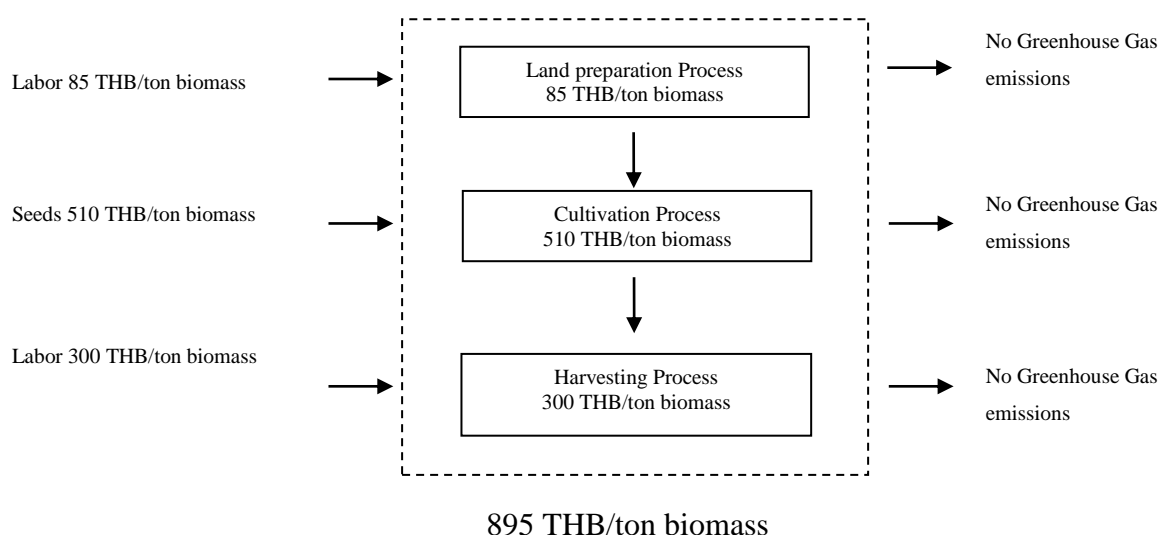 Labor 85 THB/ton biomass
Land preparation Process
85 THB/ton biomass
No Greenhouse Gas
emissions
Seeds 510 THB/ton biomass
Cultivation Process
510 THB/ton biomass
No Greenhouse Gas
emissions
Labor 300 THB/ton biomass
Harvesting Process
300 THB/ton biomass
No Greenhouse Gas
emissions
895 THB/ton biomass